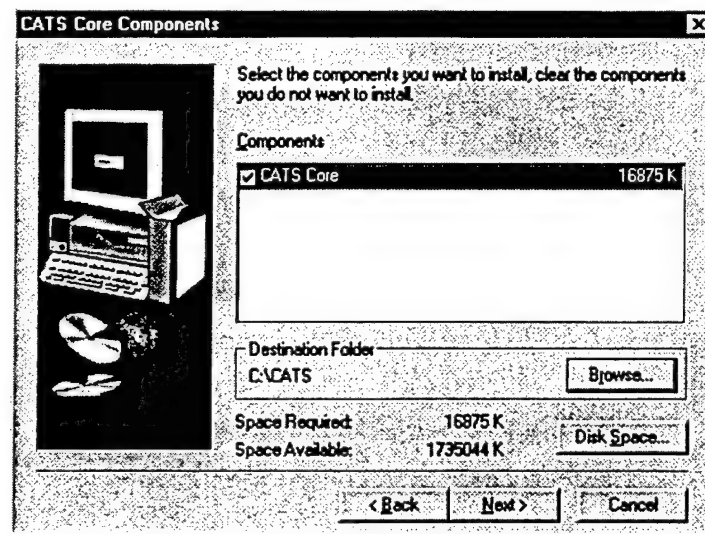 CATS Core Components
Select the components you want to install, clear the components
you do not want to install.
Components
CATS Core 16875 K
Destination Folder
C:\CATS
Browse...
Space Required: 16875 K
Space Available: 1735044 K
Disk Space...
< Back Next > Cancel